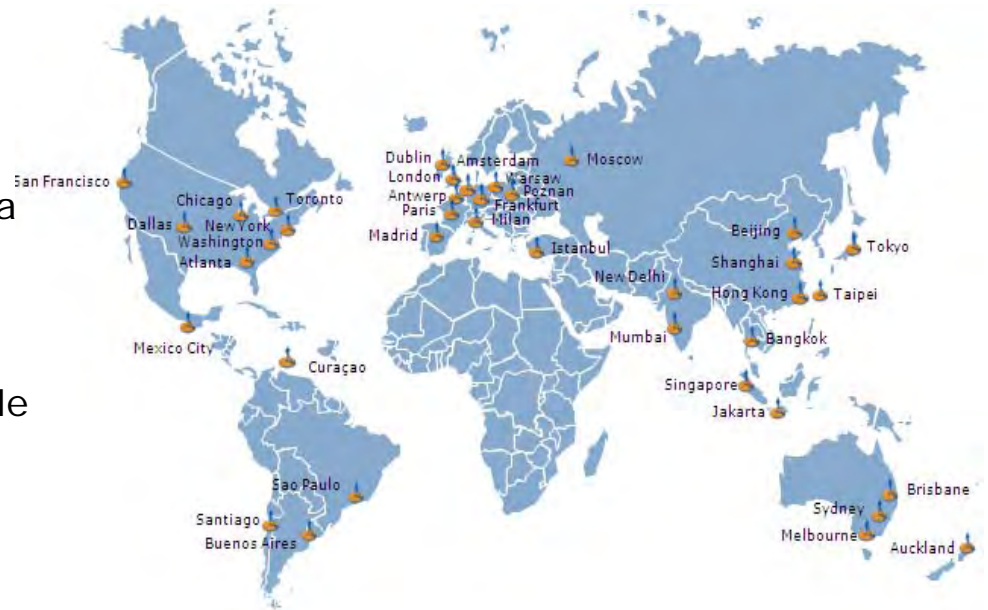 Dublin
Amsterdam
Moscow
San Francisco
London
Warsaw
Antwerp
Poznan
a
Chicago
Toronto
Paris
Frankfurt
Dallas
New York
Milan
Washington
Madrid
Beijing
Tokyo
Atlanta
Istanbul
Shanghai
New Delhi
Hong Kong
Taipei
Mexico City
Mumbai
Bangkok
Curaçao
Singapore
le
Jakarta
Sao Paulo
Brisbane
Santiago
Sydney
Buenos Aires
Melbourne
Auckland